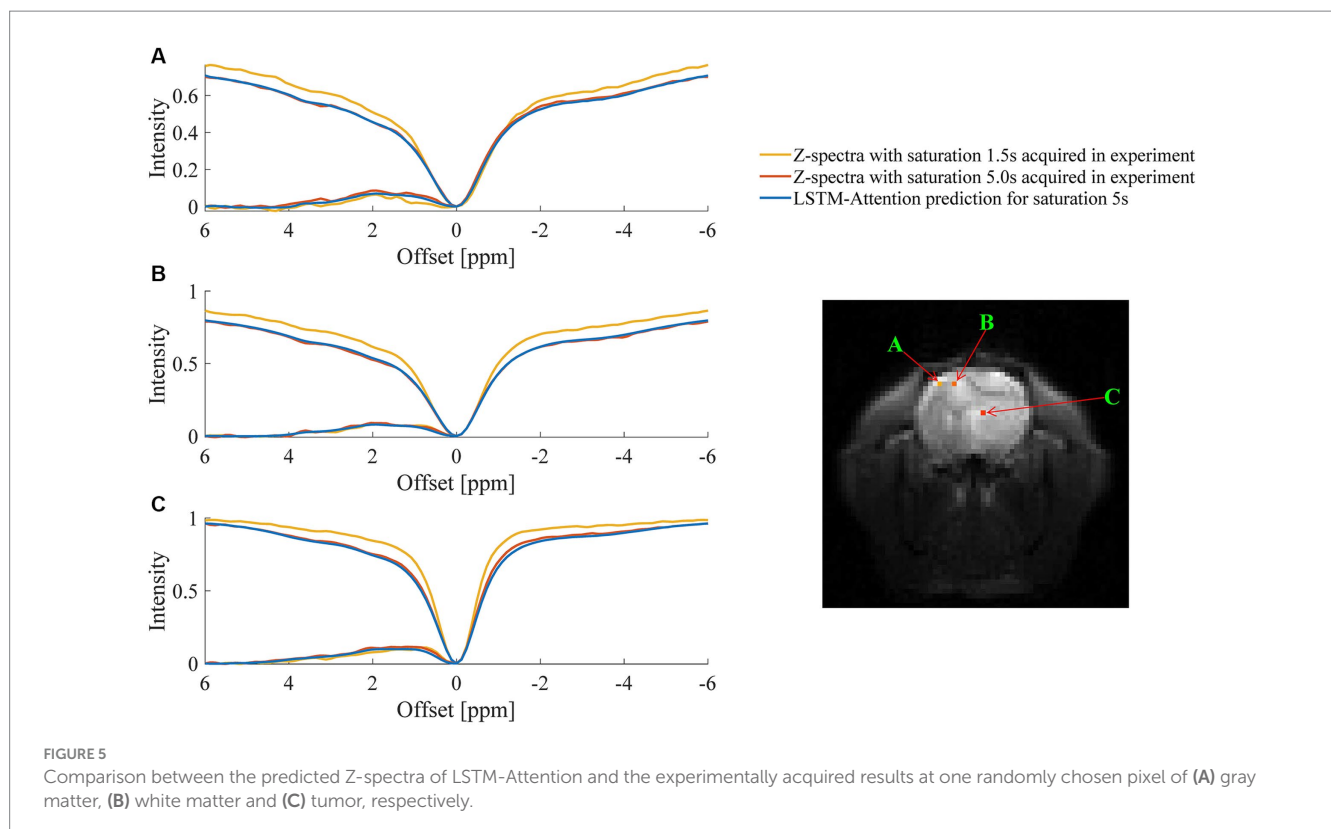 A
0.6
0.4
0.2
0
6 4 2 0 -2 -4 -6
Intensity
Offset [ppm]
Z-spectra with saturation 1.5s acquired in experiment
Z-spectra with saturation 5.0s acquired in experiment
LSTM-Attention prediction for saturation 5s
B
1
0.5
0
6 4 2 0 -2 -4 -6
Intensity
Offset [ppm]
C
1
0.5
0
6 4 2 0 -2 -4 -6
Intensity
Offset [ppm]
A
B
C
FIGURE 5
Comparison between the predicted Z-spectra of LSTM-Attention and the experimentally acquired results at one randomly chosen pixel of (A) gray
matter, (B) white matter and (C) tumor, respectively.